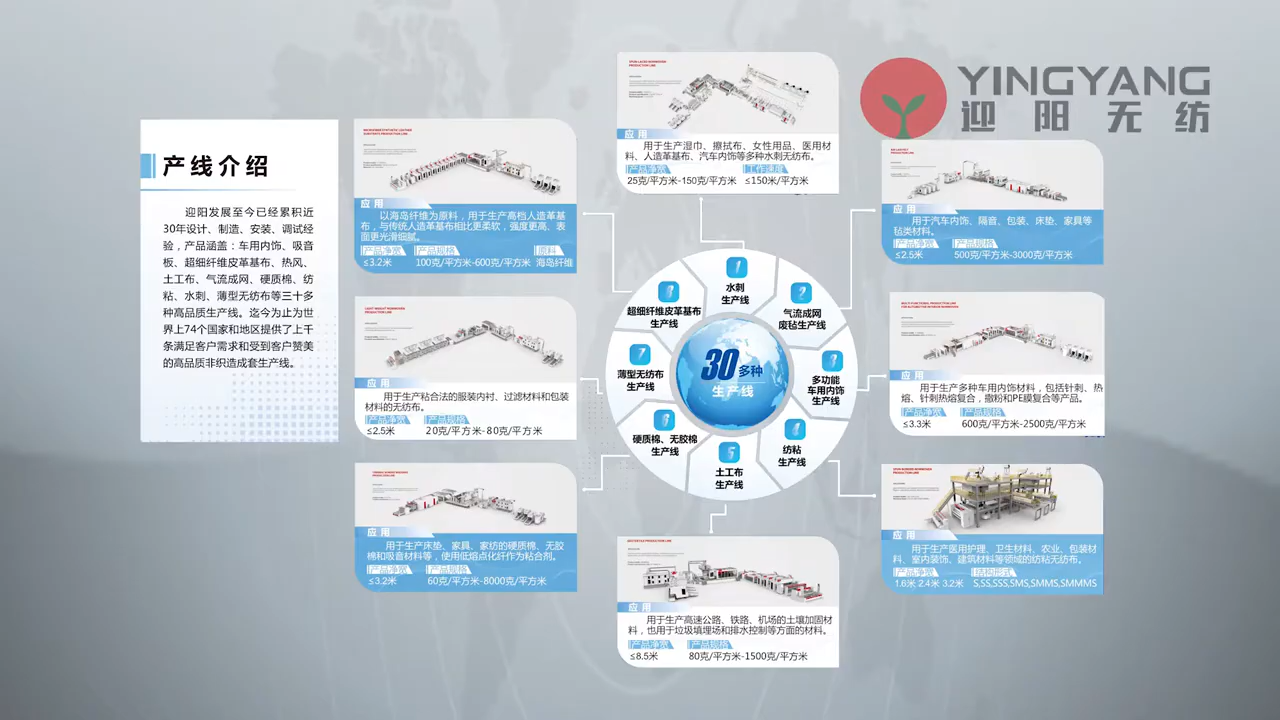 YINGYANG
迎阳无纺
产线介绍
迎阳发展至今已经累积近
30年设计、制造、安装、调试经
验，产品涵盖：车用内饰、吸音
板、超细纤维皮革基布、热风、
土工布、气流成网、硬质棉、纺
粘、水刺、薄型无纺布等三十多
种高品质生产线。迄今为止为世
界上74个国家和地区提供了上千
条满足客户要求和受到客户赞美
的高品质非织造成套生产线。
应用
以海岛纤维为原料，用于生产高档人造革基
布，与传统人造革基布相比更柔软，强度更高、表
面更光滑细腻。
产品净宽 产品规格 原料
≤3.2米 100克/平方米-600克/平方米 海岛纤维
应用
用于生产粘合法的服装内衬、过滤材料和包装
材料的无纺布。
产品净宽 产品规格
≤2.5米 20克/平方米-80克/平方米
应用
用于生产床垫、家具、家纺的硬质棉、无胶
棉和吸音材料等，使用低熔点化纤作为粘合剂。
产品净宽 产品规格
≤3.2米 60克/平方米-8000克/平方米
应用
用于生产湿巾、擦拭布、女性用品、医用材
料、人造革基布、汽车内饰等多种水刺无纺布。
产品净宽 工作速度
25克/平方米-150克/平方米 ≤150米/平方米
1
水刺
生产线
2
气流成网
废毡生产线
3
多功能
车用内饰
生产线
4
纺粘
生产线
5
土工布
生产线
6
硬质棉、无胶棉
生产线
7
薄型无纺布
生产线
8
超细纤维皮革基布
生产线
30多种
生产线
应用
用于生产高速公路、铁路、机场的土壤加固材
料，也用于垃圾填埋场和排水控制等方面的材料。
产品净宽 产品规格
≤8.5米 80克/平方米-1500克/平方米
应用
用于汽车内饰、隔音、包装、床垫、家具等
毡类材料。
产品净宽 产品规格
≤2.5米 500克/平方米-3000克/平方米
应用
用于生产多种车用内饰材料，包括针刺、热
熔、针刺热熔复合，撒粉和PE膜复合等产品。
产品净宽 产品规格
≤3.3米 600克/平方米-2500克/平方米
应用
用于生产医用护理、卫生材料、农业、包装材
料、室内装饰、建筑材料等领域的纺粘无纺布。
产品净宽 结构形式
1.6米 2.4米 3.2米 S,SS,SSS,SMS,SMMS,SMMMS